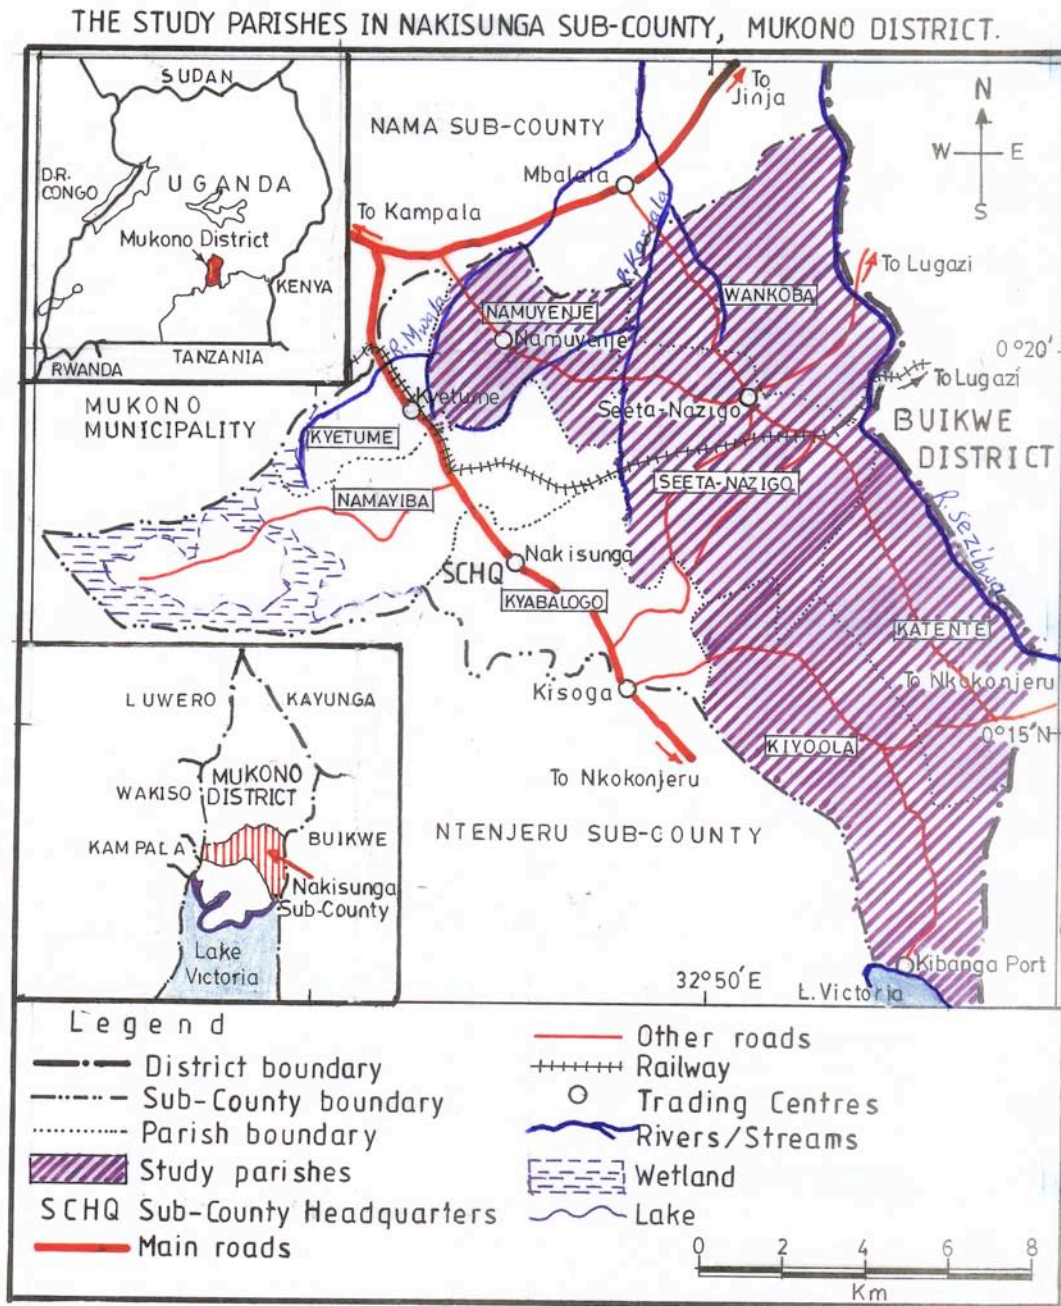 THE STUDY PARISHES IN NAKISUNGA SUB-COUNTY, MUKONO DISTRICT.
SUDAN
D.R.
CONGO
UGANDA
Mukono District
KENYA
TANZANIA
RWANDA
NAMA SUB-COUNTY
To
Jinja
N
W
E
S
Mbalala
To Kampala
R. Kasala
To Lugazi
WANKOBA
R. Mwala
NAMUYENJE
Namuyenje
0°20'
To Lugazi
MUKONO
MUNICIPALITY
Kyetume
Seeta-Nazigo
BUIKWE
DISTRICT
KYETUME
SEETA-NAZIGO
NAMAYIBA
R. Sezibwa
Nakisunga
SCHQ
KYABALOGO
KATENTE
To Nkokonjeru
Kisoga
0°15'N
KIYOOLA
To Nkokonjeru
NTENJERU SUB-COUNTY
Kibanga Port
32°50'E
L. Victoria
LUWERO
KAYUNGA
MUKONO
DISTRICT
WAKISO
KAMPALA
BUIKWE
Nakisunga
Sub-County
Lake
Victoria
Legend
District boundary
Sub-County boundary
Parish boundary
Study parishes
SCHQ Sub-County Headquarters
Main roads
Other roads
Railway
Trading Centres
Rivers/Streams
Wetland
Lake
0 2 4 6 8
Km